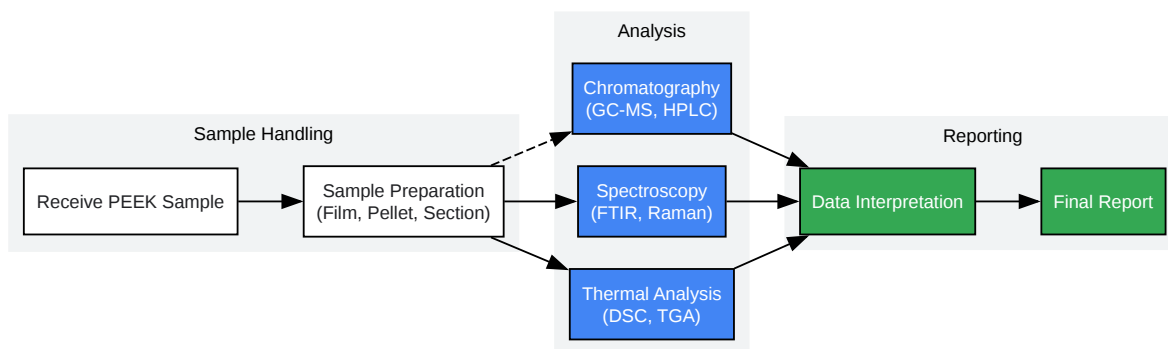 Sample Handling
Receive PEEK Sample
Sample Preparation
(Film, Pellet, Section)
Analysis
Chromatography
(GC-MS, HPLC)
Spectroscopy
(FTIR, Raman)
Thermal Analysis
(DSC, TGA)
Reporting
Data Interpretation
Final Report